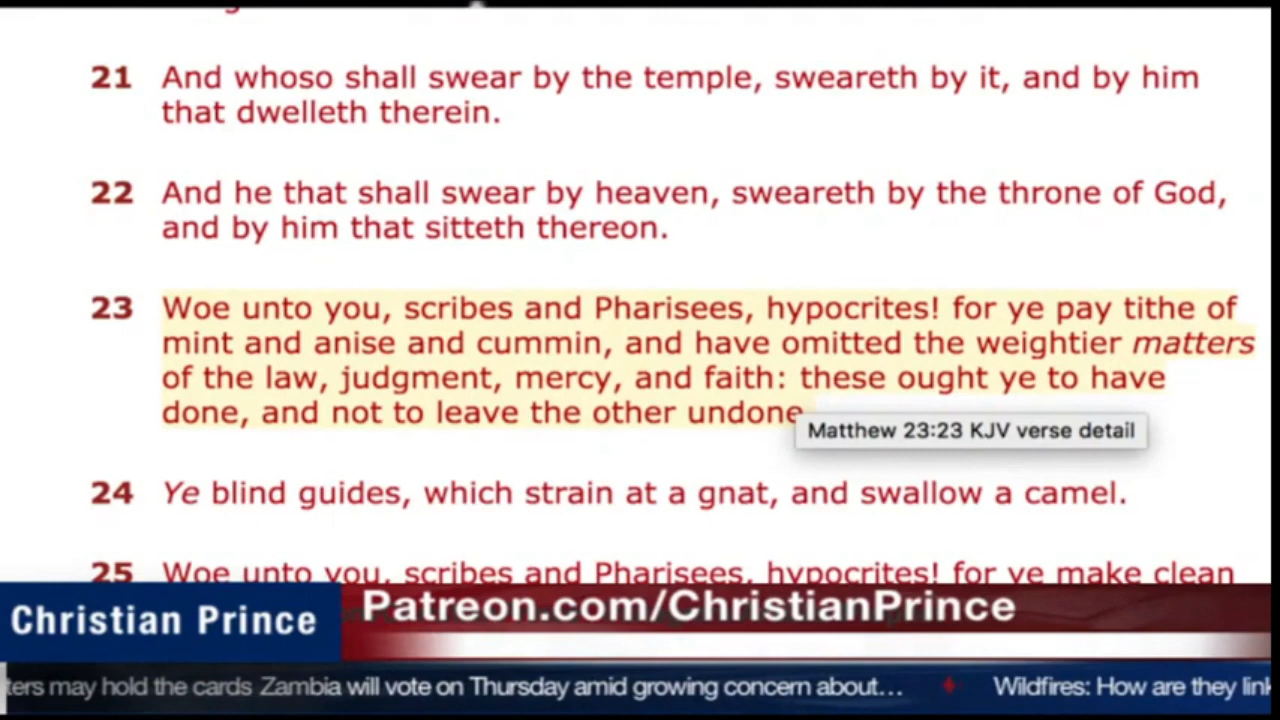 21 And whoso shall swear by the temple, sweareth by it, and by him
that dwelleth therein.
22 And he that shall swear by heaven, sweareth by the throne of God,
and by him that sitteth thereon.
23 Woe unto you, scribes and Pharisees, hypocrites! for ye pay tithe of
mint and anise and cummin, and have omitted the weightier matters
of the law, judgment, mercy, and faith: these ought ye to have
done, and not to leave the other undone
Matthew 23:23 KJV verse detail
24 Ye blind guides, which strain at a gnat, and swallow a camel.
25 Woe unto you, scribes and Pharisees, hypocrites! for ye make clean
Christian Prince
Patreon.com/ChristianPrince
may hold the cards Zambia will vote on Thursday amid growing concern about... Wildfires: How are they